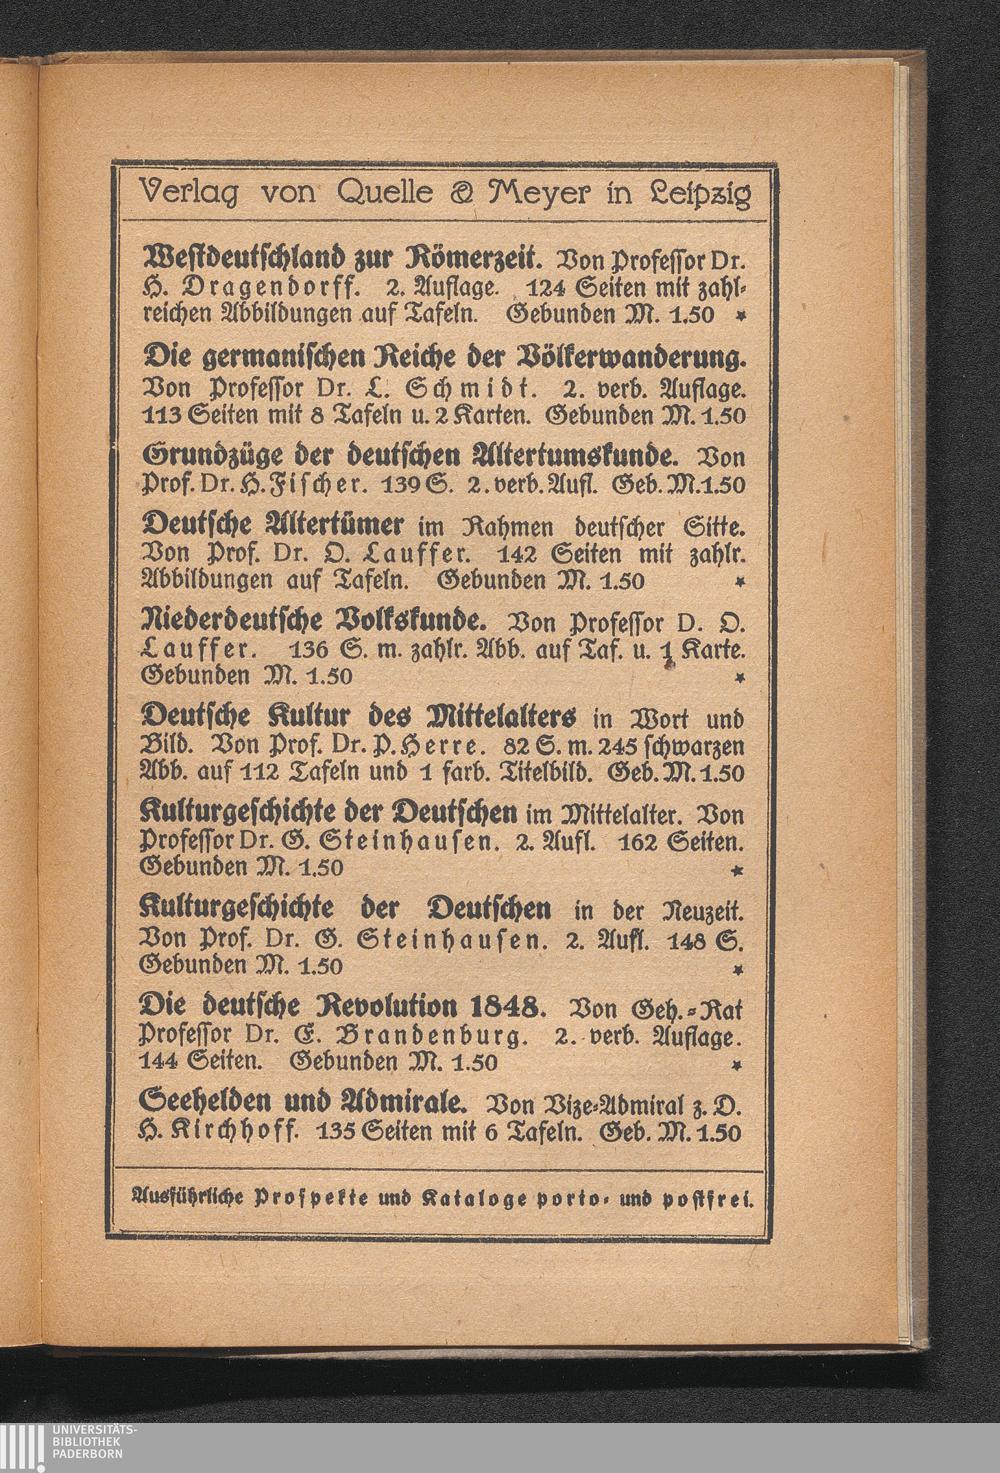 Verlag von Quelle & Meyer in Leipzig
Westdeutschland zur Römerzeit. Von Professor Dr.
H. Dragendorff. 2. Auflage. 124 Seiten mit zahl-
reichen Abbildungen auf Tafeln. Gebunden M. 1.50 *
Die germanischen Reiche der Völkerwanderung.
Von Professor Dr. L. Schmidt. 2. verb. Auflage.
113 Seiten mit 8 Tafeln u. 2 Karten. Gebunden M. 1.50
Grundzüge der deutschen Altertumskunde. Von
Prof. Dr. H. Fischer. 139 S. 2. verb. Aufl. Geb. M. 1.50
Deutsche Altertümer im Rahmen deutscher Sitte.
Von Prof. Dr. O. Lauffer. 142 Seiten mit zahlr.
Abbildungen auf Tafeln. Gebunden M. 1.50 *
Niederdeutsche Volkskunde. Von Professor D. O.
Lauffer. 136 S. m. zahlr. Abb. auf Taf. u. 1 Karte.
Gebunden M. 1.50 *
Deutsche Kultur des Mittelalters in Wort und
Bild. Von Prof. Dr. P. Herre. 82 S. m. 245 schwarzen
Abb. auf 112 Tafeln und 1 farb. Titelbild. Geb. M. 1.50
Kulturgeschichte der Deutschen im Mittelalter. Von
Professor Dr. G. Steinhausen. 2. Aufl. 162 Seiten.
Gebunden M. 1.50 *
Kulturgeschichte der Deutschen in der Neuzeit.
Von Prof. Dr. G. Steinhausen. 2. Aufl. 148 S.
Gebunden M. 1.50 *
Die deutsche Revolution 1848. Von Geh.-Rat
Professor Dr. E. Brandenburg. 2. verb. Auflage.
144 Seiten. Gebunden M. 1.50 *
Seehelden und Admirale. Von Vize-Admiral z. D.
H. Kirchhoff. 135 Seiten mit 6 Tafeln. Geb. M. 1.50
Ausführliche Prospekte und Kataloge porto- und postfrei.
UNIVERSITÄTS-
BIBLIOTHEK
PADERBORN